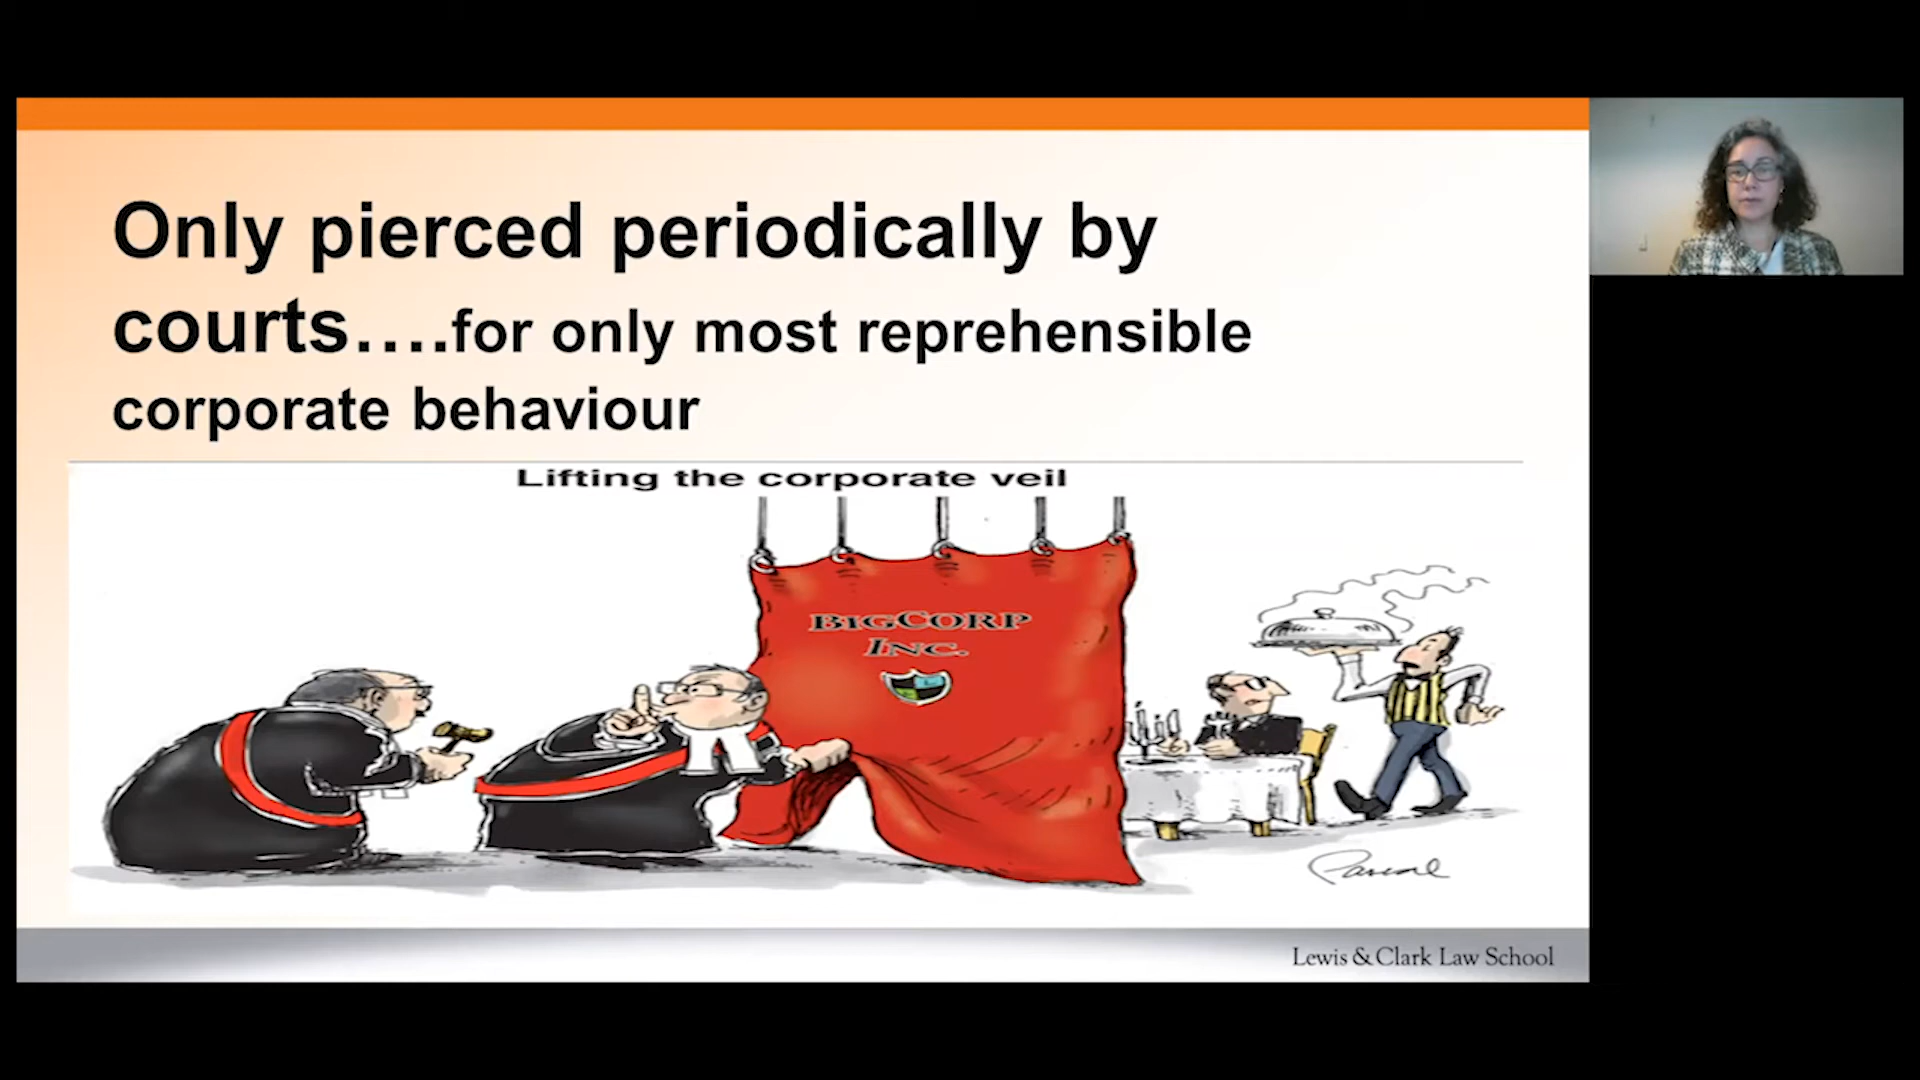 Only pierced periodically by
courts....for only most reprehensible
corporate behaviour
Lifting the corporate veil
BIGCORP
INC.
Lewis & Clark Law School